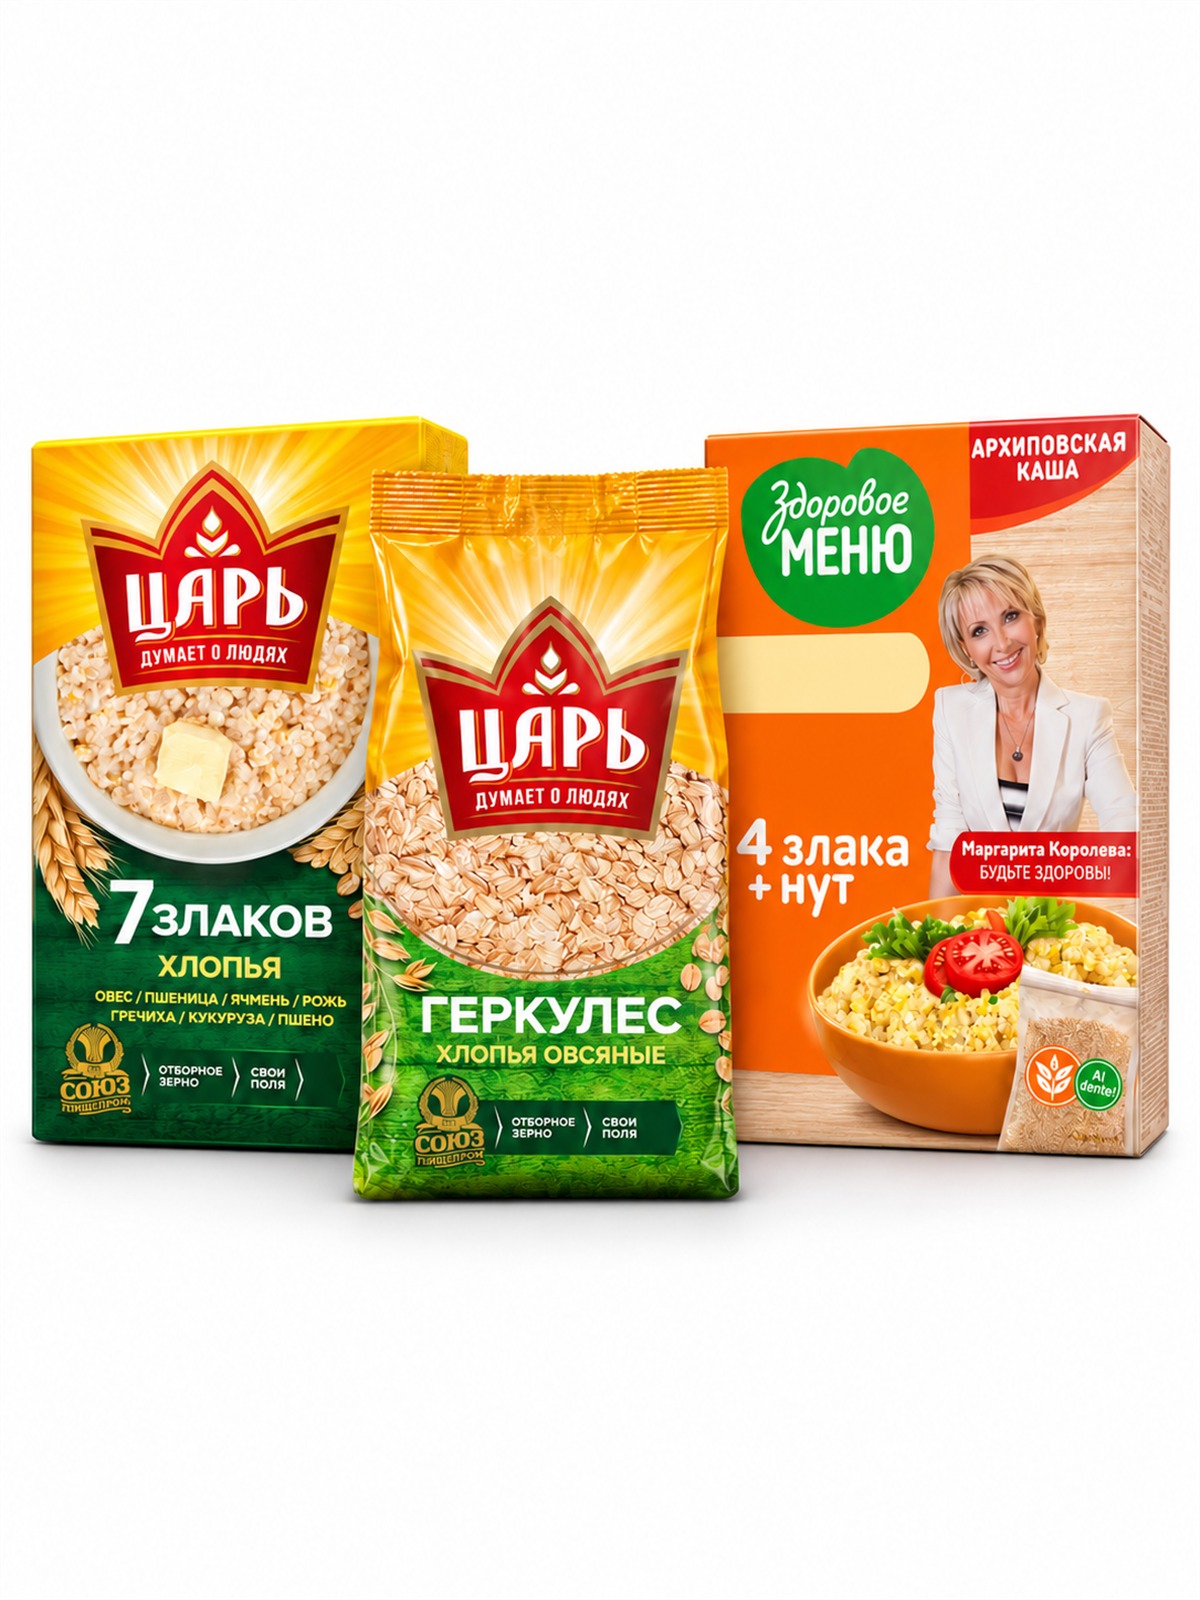 ЦАРЬ
ДУМАЕТ О ЛЮДЯХ
7 ЗЛАКОВ
ХЛОПЬЯ
ОВЕС / ПШЕНИЦА / ЯЧМЕНЬ / РОЖЬ
ГРЕЧИХА / КУКУРУЗА / ПШЕНО
СОЮЗ
ПИЩЕПРОМ
ОТБОРНОЕ
ЗЕРНО
СВОИ
ПОЛЯ
ЦАРЬ
ДУМАЕТ О ЛЮДЯХ
ГЕРКУЛЕС
ХЛОПЬЯ ОВСЯНЫЕ
СОЮЗ
ПИЩЕПРОМ
ОТБОРНОЕ
ЗЕРНО
СВОИ
ПОЛЯ
АРХИПОВСКАЯ
КАША
Здоровое
МЕНЮ
4 злака
+ нут
Маргарита Королева:
БУДЬТЕ ЗДОРОВЫ!
Al
dente!